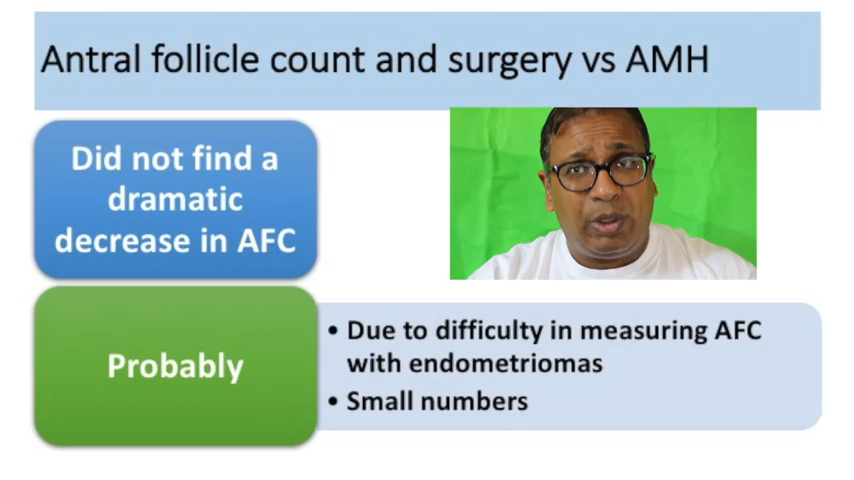 Antral follicle count and surgery vs AMH
Did not find a
dramatic
decrease in AFC
Probably
• Due to difficulty in measuring AFC
with endometriomas
• Small numbers